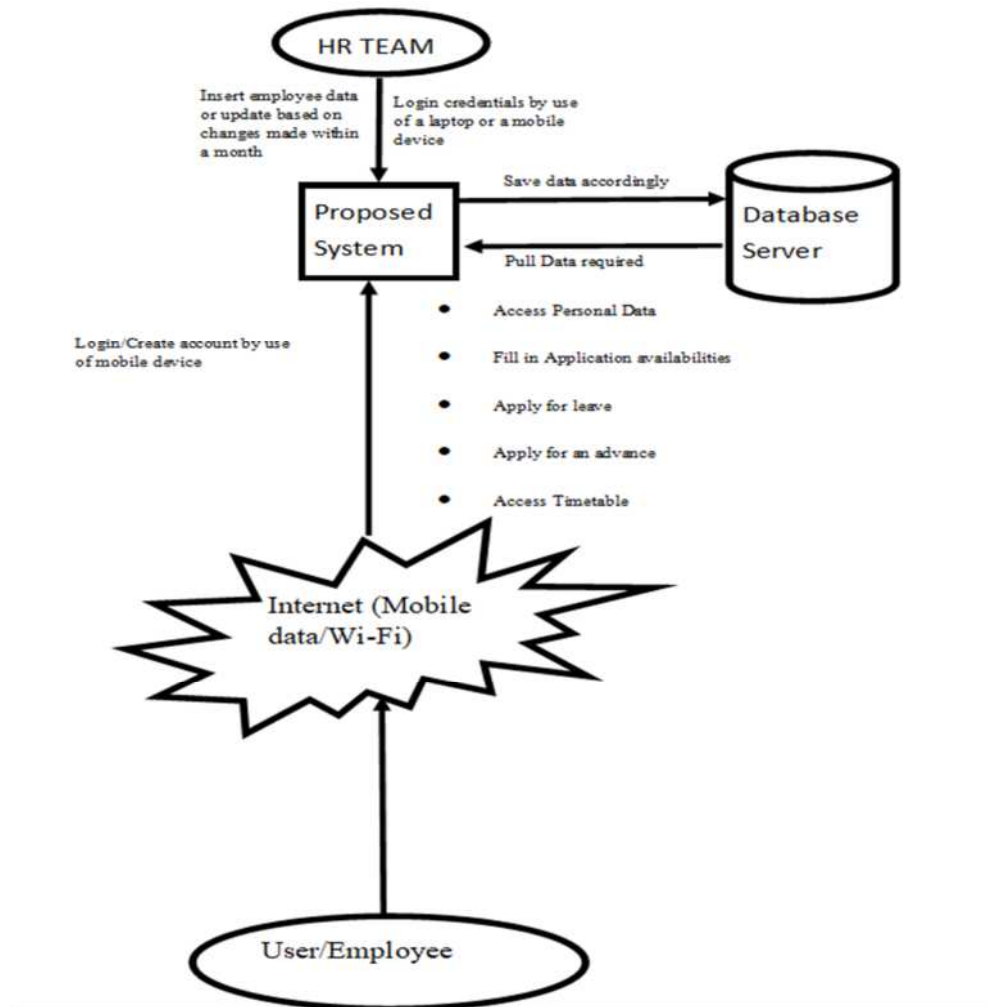 HR TEAM
Insert employee data
or update based on
changes made within
a month
Login credentials by use
of a laptop or a mobile
device
Save data accordingly
Proposed
System
Database
Server
Pull Data required
• Access Personal Data
Login/Create account by use
of mobile device
• Fill in Application availabilities
• Apply for leave
• Apply for an advance
• Access Timetable
Internet (Mobile
data/Wi-Fi)
User/Employee